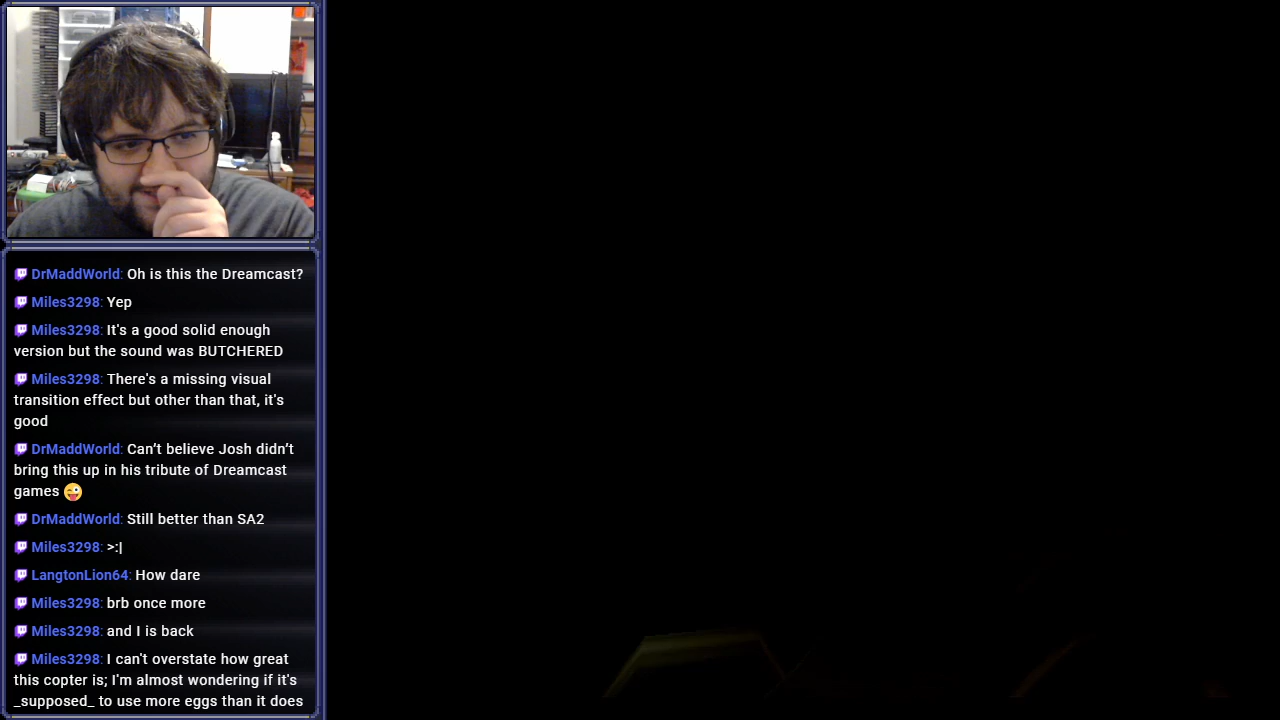 DrMaddWorld: Oh is this the Dreamcast?
Miles3298: Yep
Miles3298: It's a good solid enough
version but the sound was BUTCHERED
Miles3298: There's a missing visual
transition effect but other than that, it's
good
DrMaddWorld: Can’t believe Josh didn’t
bring this up in his tribute of Dreamcast
games 😜
DrMaddWorld: Still better than SA2
Miles3298: >:|
LangtonLion64: How dare
Miles3298: brb once more
Miles3298: and I is back
Miles3298: I can't overstate how great
this copter is; I'm almost wondering if it's
_supposed_ to use more eggs than it does